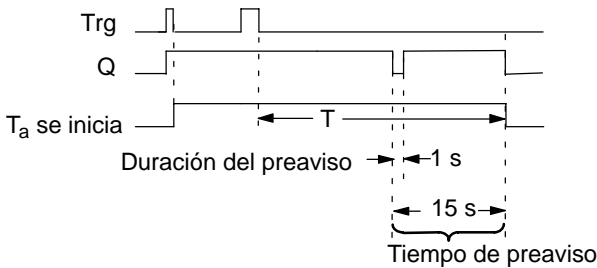 Trg
Q
Tₐ se inicia
T
Duración del preaviso
1 s
15 s
Tiempo de preaviso